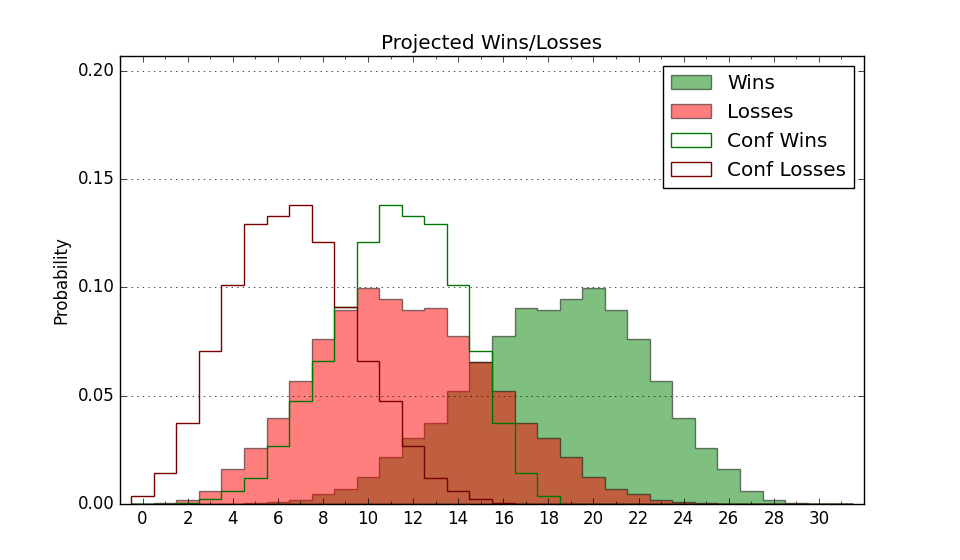 Projected Wins/Losses
Probability
0.20
0.15
0.10
0.05
0.00
Wins
Losses
Conf Wins
Conf Losses
0 2 4 6 8 10 12 14 16 18 20 22 24 26 28 30